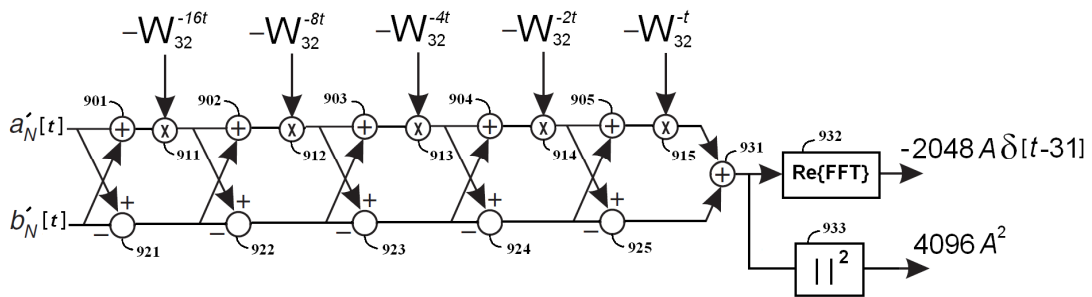 −W₃₂⁻¹⁶ᵗ −W₃₂⁻⁸ᵗ −W₃₂⁻⁴ᵗ −W₃₂⁻²ᵗ −W₃₂⁻ᵗ
901 902 903 904 905
a′N[t] + x + x + x + x + x
911 912 913 914 915
931 932
+ Re{FFT} -2048 A δ[t-31]
b′N[t] − + − + − + − + − +
921 922 923 924 925
933
| |² 4096 A²